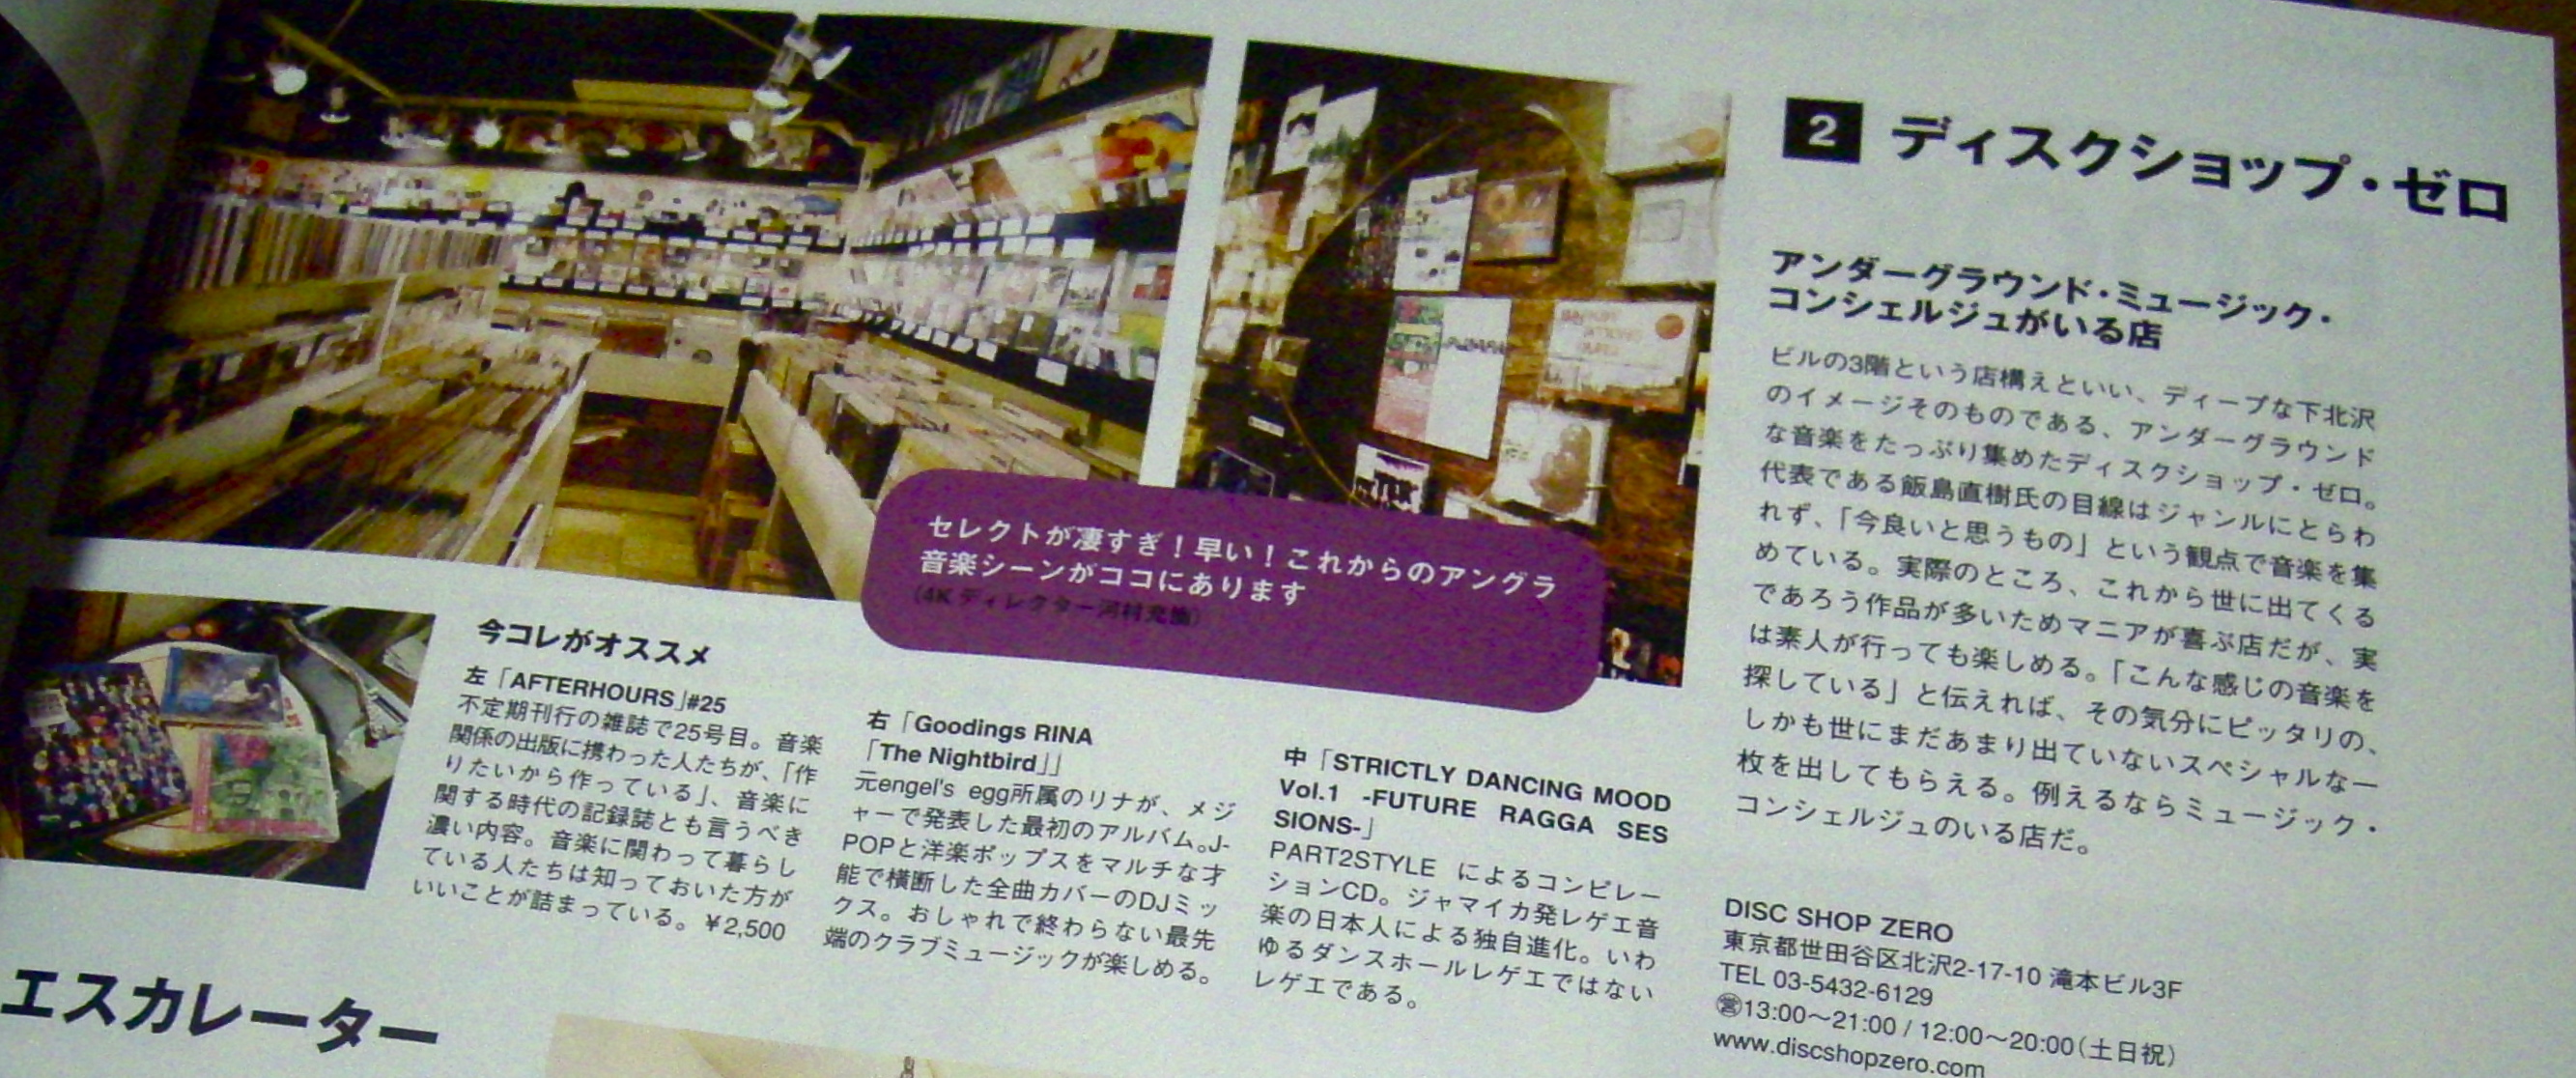 2 ディスクショップ・ゼロ
アンダーグラウンド・ミュージック・
コンシェルジュがいる店
ビルの3階という店構えといい、ディープな下北沢
のイメージそのものである、アンダーグラウンド
な音楽をたっぷり集めたディスクショップ・ゼロ。
代表である飯島直樹氏の目線はジャンルにとらわ
れず、「今良いと思うもの」という観点で音楽を集
めている。実際のところ、これから世に出てくる
であろう作品が多いためマニアが喜ぶ店だが、実
は素人が行っても楽しめる。「こんな感じの音楽を
探している」と伝えれば、その気分にピッタリの、
しかも世にまだあまり出ていないスペシャルな一
枚を出してもらえる。例えるならミュージック・
コンシェルジュのいる店だ。
DISC SHOP ZERO
東京都世田谷区北沢2-17-10 滝本ビル3F
TEL 03-5432-6129
㊡13:00〜21:00 / 12:00〜20:00(土日祝)
www.discshopzero.com
セレクトが凄すぎ!早い!これからのアングラ
音楽シーンがココにあります
(4K ディレクター河村
今コレがオススメ
左「AFTERHOURS」#25
不定期刊行の雑誌で25号目。音楽
関係の出版に携わった人たちが、「作
りたいから作っている」、音楽に
関する時代の記録誌とも言うべき
濃い内容。音楽に関わって暮らし
ている人たちは知っておいた方が
いいことが詰まっている。¥2,500
右「Goodings RINA
「The Nightbird」」
元engel's egg所属のリナが、メジ
ャーで発表した最初のアルバム。J-
POPと洋楽ポップスをマルチな才
能で横断した全曲カバーのDJミッ
クス。おしゃれで終わらない最先
端のクラブミュージックが楽しめる。
中「STRICTLY DANCING MOOD
Vol.1 -FUTURE RAGGA SES
SIONS-」
PART2STYLE によるコンピレー
ションCD。ジャマイカ発レゲエ音
楽の日本人による独自進化。いわ
ゆるダンスホールレゲエではない
レゲエである。
エスカレーター